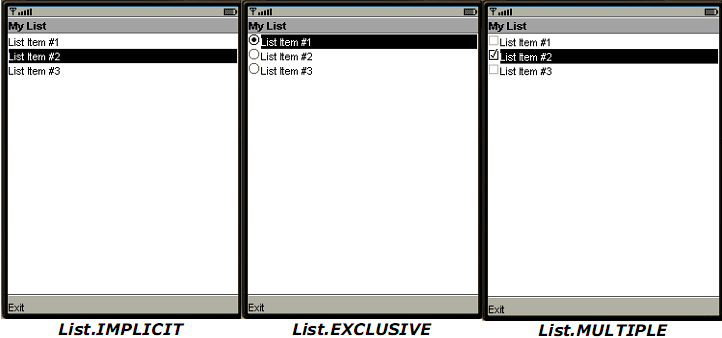 My List
List Item #1
List Item #2
List Item #3
Exit
List.IMPLICIT
My List
List Item #1
List Item #2
List Item #3
Exit
List.EXCLUSIVE
My List
List Item #1
List Item #2
List Item #3
Exit
List.MULTIPLE